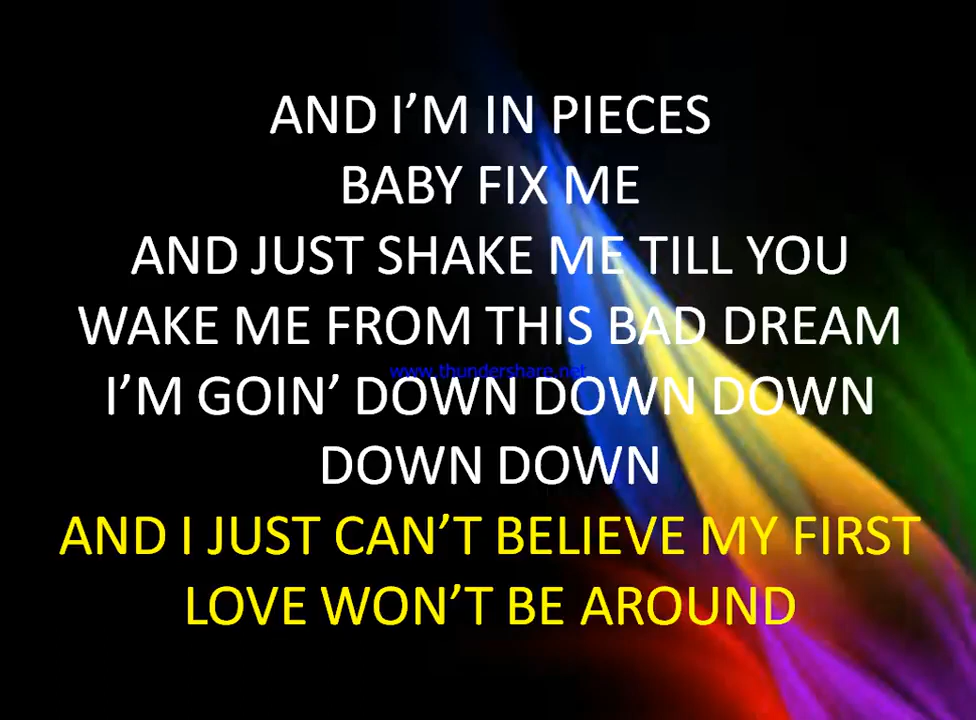 AND I’M IN PIECES
BABY FIX ME
AND JUST SHAKE ME TILL YOU
WAKE ME FROM THIS BAD DREAM
www.thundershare.net
I’M GOIN’ DOWN DOWN DOWN
DOWN DOWN
AND I JUST CAN’T BELIEVE MY FIRST
LOVE WON’T BE AROUND